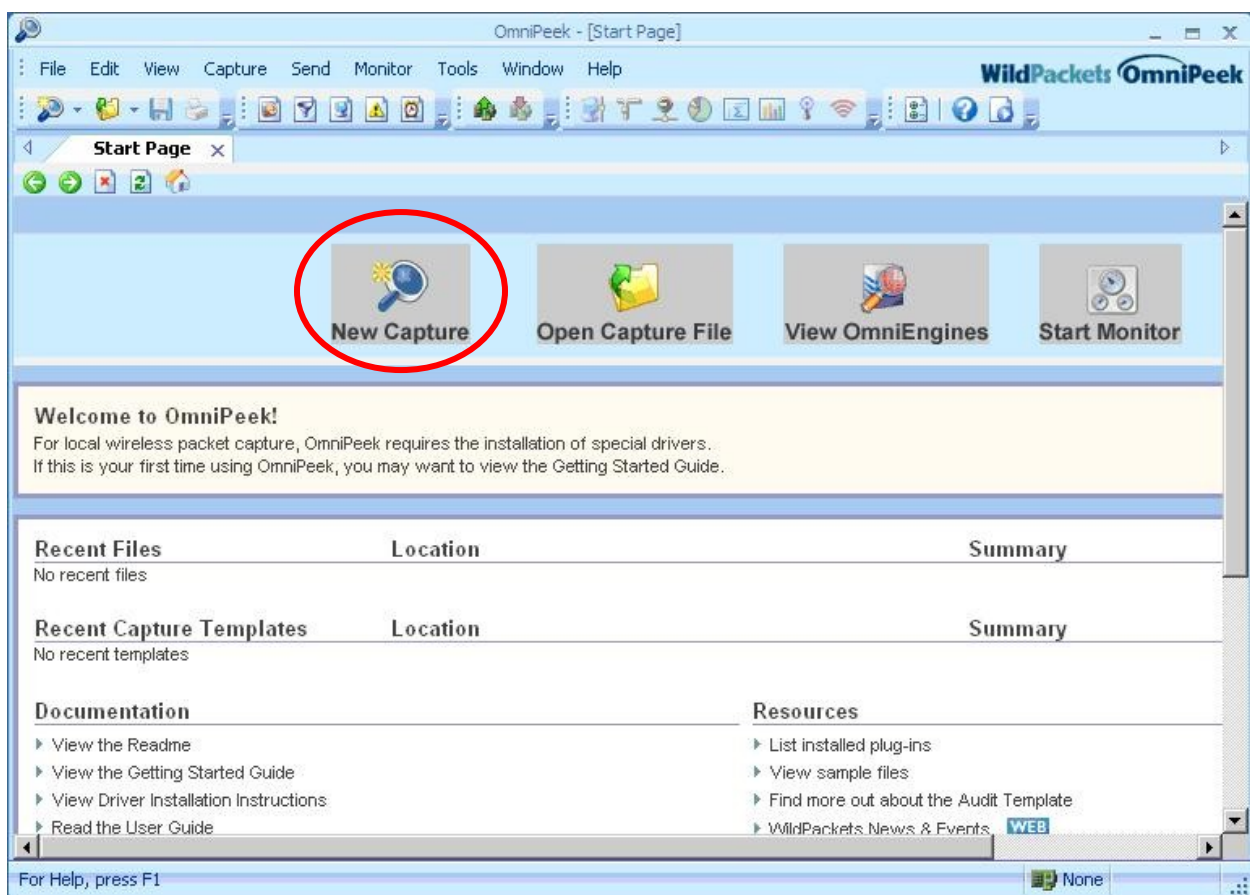 OmniPeek - [Start Page]
File Edit View Capture Send Monitor Tools Window Help
WildPackets OmniPeek
Start Page
New Capture
Open Capture File
View OmniEngines
Start Monitor
Welcome to OmniPeek!
For local wireless packet capture, OmniPeek requires the installation of special drivers.
If this is your first time using OmniPeek, you may want to view the Getting Started Guide.
Recent Files Location Summary
No recent files
Recent Capture Templates Location Summary
No recent templates
Documentation
View the Readme
View the Getting Started Guide
View Driver Installation Instructions
Read the User Guide
Resources
List installed plug-ins
View sample files
Find more out about the Audit Template
WildPackets News & Events WEB
For Help, press F1
None